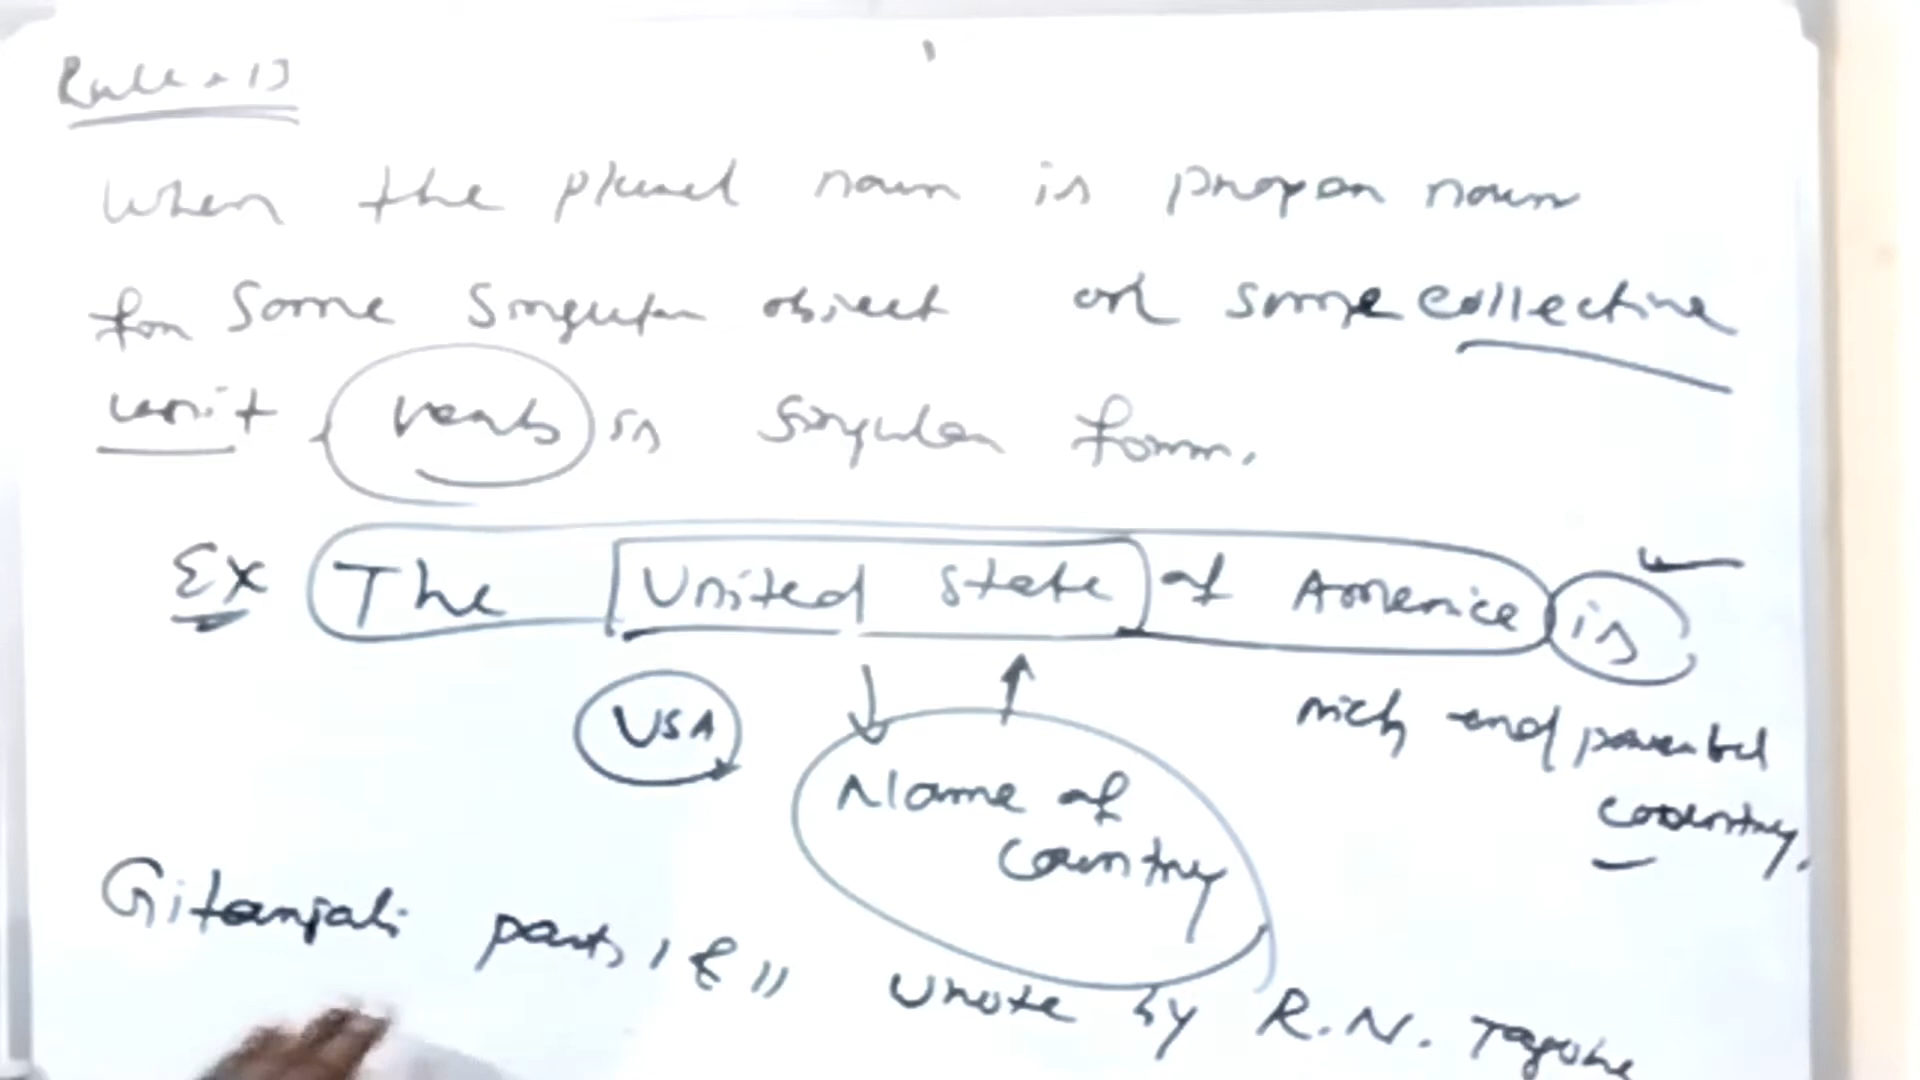 Rule - 13
When the plural noun is proper noun
for some singular object or some collective
unit, verb is singular form.
Ex The United State of America is
rich and powerful
country.
USA
Name of
country
Gitanjali parts 1 & 11 wrote by R.N. Tagore